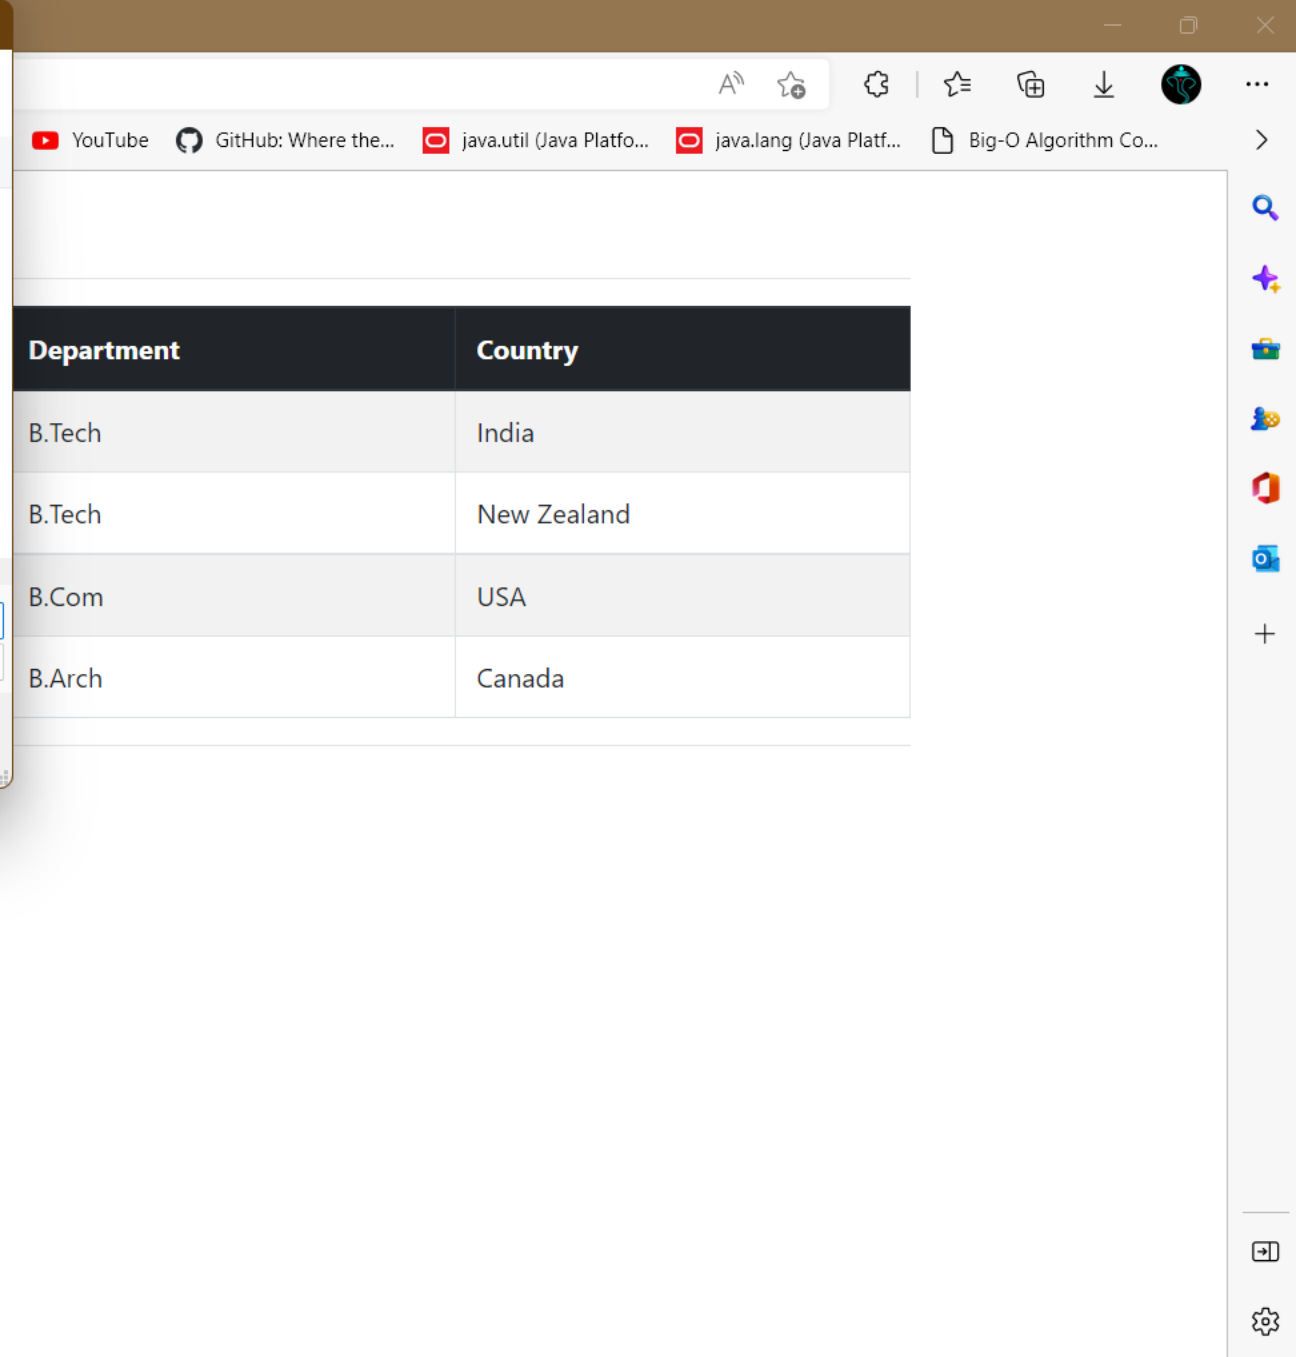 YouTube GitHub: Where the... java.util (Java Platfo... java.lang (Java Platf... Big-O Algorithm Co...
Department Country
B.Tech India
B.Tech New Zealand
B.Com USA
B.Arch Canada